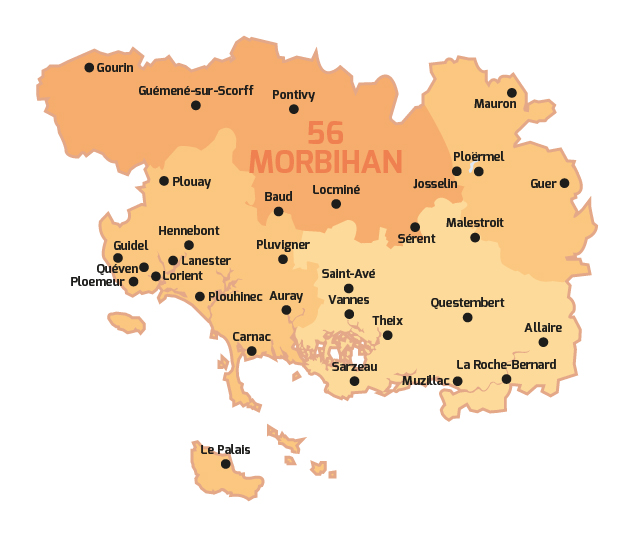 Gourin
Guémené-sur-Scorff
Pontivy
Mauron
56
MORBIHAN
Ploërmel
Josselin
Guer
Plouay
Locminé
Baud
Malestroit
Sérent
Hennebont
Guidel
Pluvigner
Lanester
Quéven
Lorient
Ploemeur
Saint-Avé
Plouhinec
Auray
Vannes
Questembert
Theix
Allaire
Carnac
Sarzeau
La Roche-Bernard
Muzillac
Le Palais